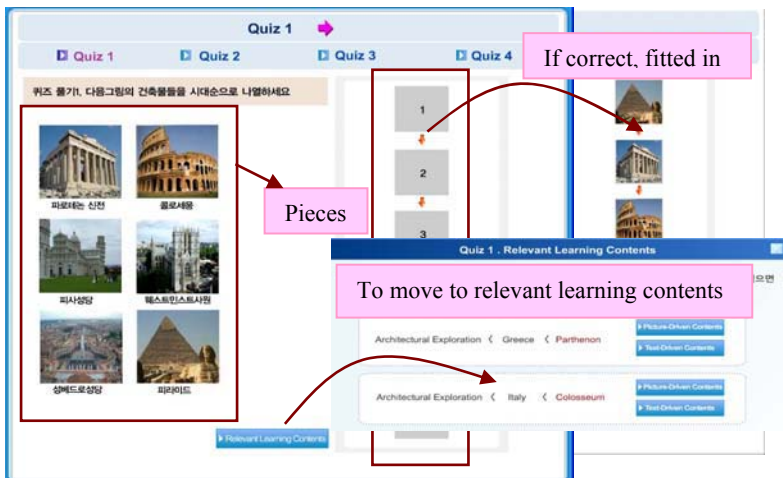 Quiz 1
Quiz 1 Quiz 2 Quiz 3 Quiz 4
If correct, fitted in
퀴즈 풀기1. 다음그림의 건축물들을 시대순으로 나열하세요
1
2
3
파로테논 신전 콜로세움
Pieces
피사성당 웨스트민스트사원
성베드로성당 피라미드
Quiz 1 . Relevant Learning Contents
으면
To move to relevant learning contents
Architectural Exploration 〈 Greece 〈 Parthenon
Picture-Driven Contents
Text-Driven Contents
Architectural Exploration 〈 Italy 〈 Colosseum
Picture-Driven Contents
Text-Driven Contents
Relevant Learning Contents